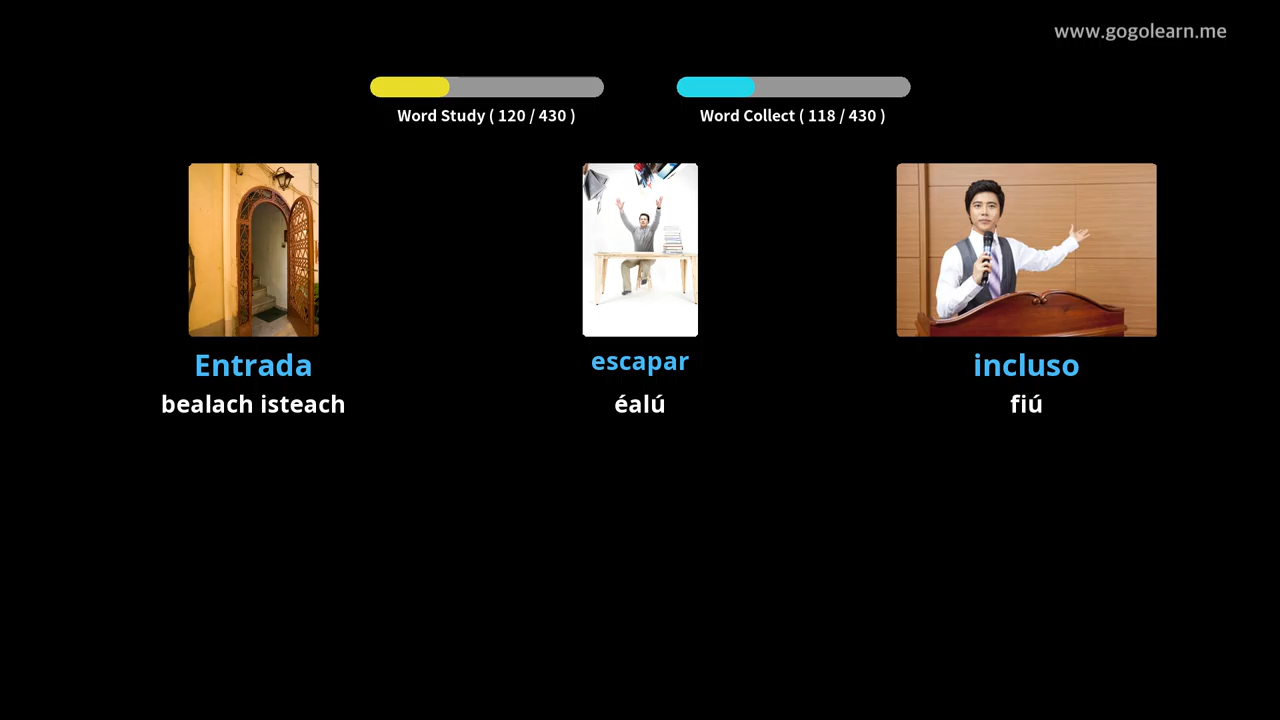 www.gogolearn.me
Word Study ( 120 / 430 )
Word Collect ( 118 / 430 )
Entrada
bealach isteach
escapar
éalú
incluso
fiú